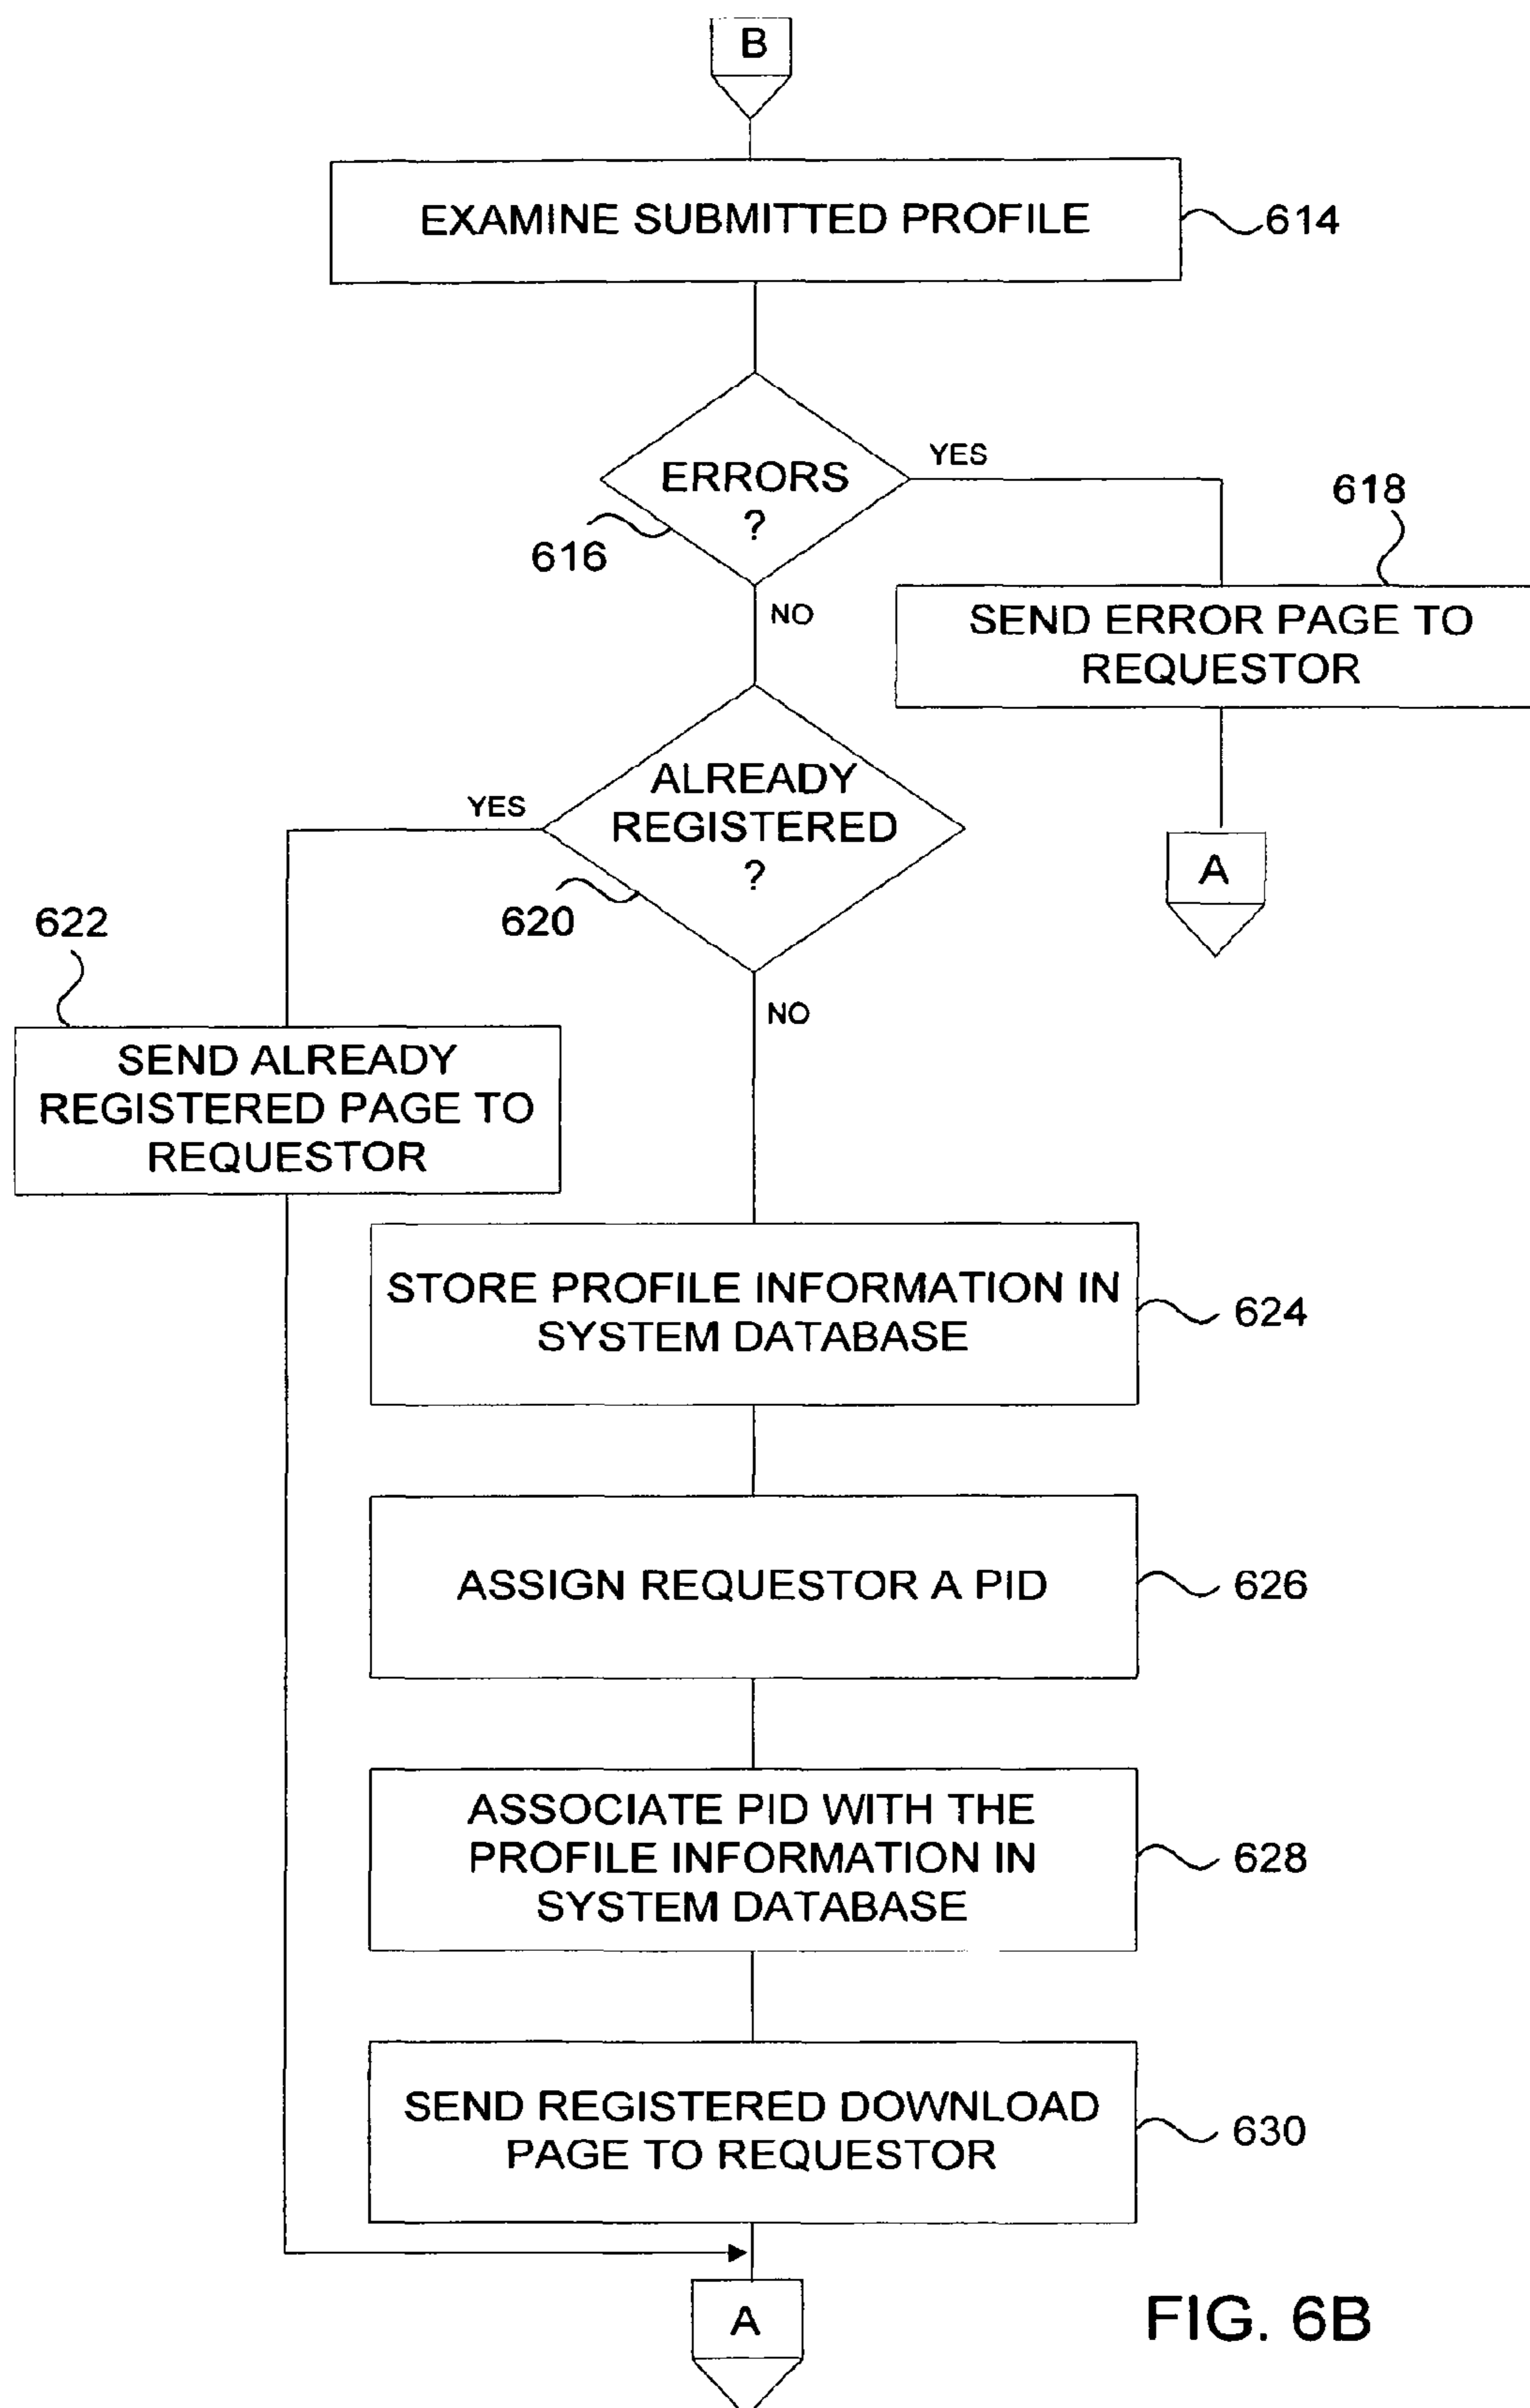 B
EXAMINE SUBMITTED PROFILE
614
ERRORS
?
YES
616
618
NO
SEND ERROR PAGE TO
REQUESTOR
ALREADY
REGISTERED
?
YES
620
A
622
NO
SEND ALREADY
REGISTERED PAGE TO
REQUESTOR
STORE PROFILE INFORMATION IN
SYSTEM DATABASE
624
ASSIGN REQUESTOR A PID
626
ASSOCIATE PID WITH THE
PROFILE INFORMATION IN
SYSTEM DATABASE
628
SEND REGISTERED DOWNLOAD
PAGE TO REQUESTOR
630
A
FIG. 6B